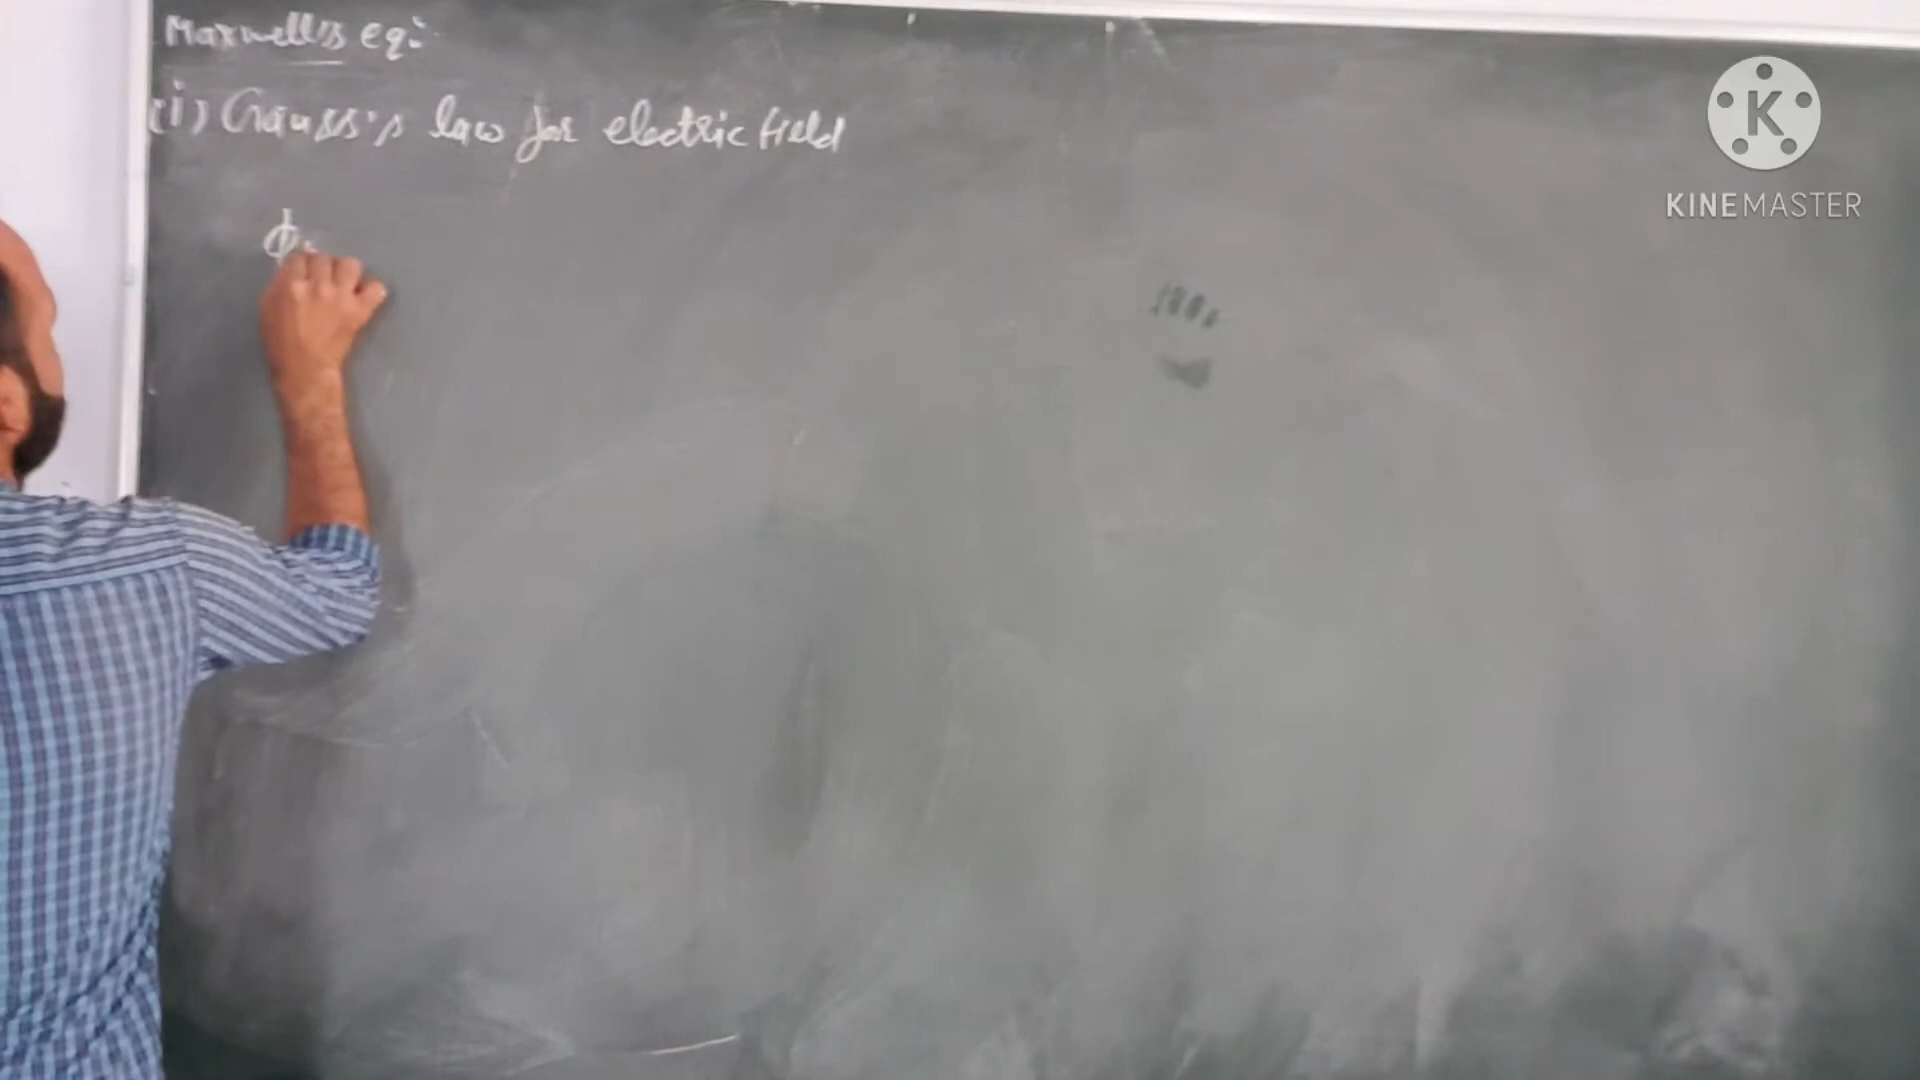 Maxwell's eq:
(i) Gauss's law for electric field
ϕ
K
KINEMASTER